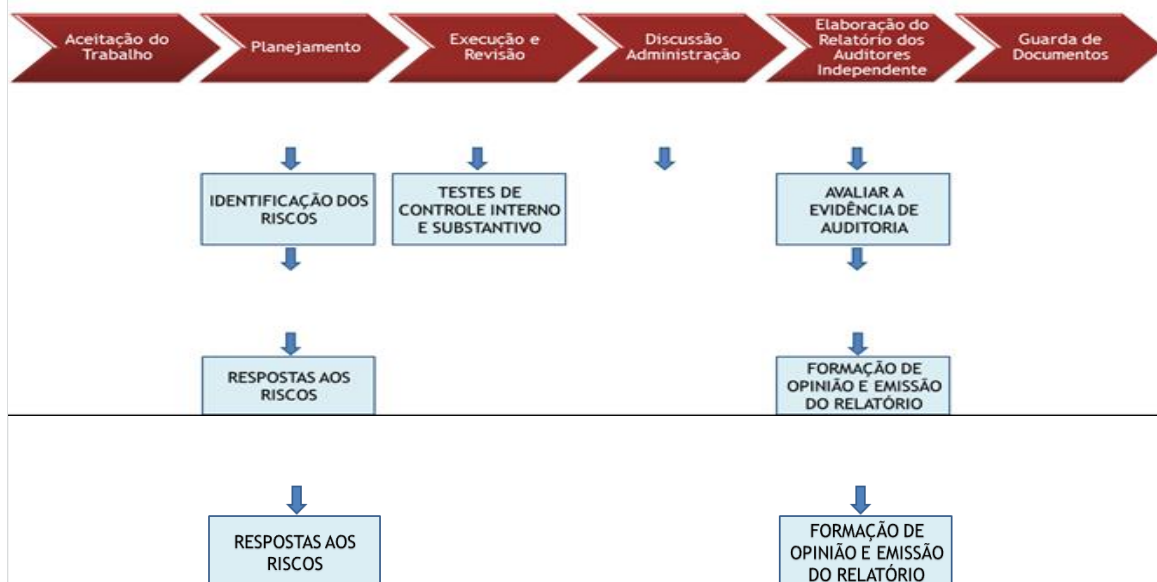 Aceitação do
Trabalho
Planejamento
Execução e
Revisão
Discussão
Administração
Elaboração do
Relatório dos
Auditores
Independente
Guarda de
Documentos
IDENTIFICAÇÃO DOS
RISCOS
TESTES DE
CONTROLE INTERNO
E SUBSTANTIVO
AVALIAR A
EVIDÊNCIA DE
AUDITORIA
RESPOSTAS AOS
RISCOS
FORMAÇÃO DE
OPINIÃO E EMISSÃO
DO RELATÓRIO
RESPOSTAS AOS
RISCOS
FORMAÇÃO DE
OPINIÃO E EMISSÃO
DO RELATÓRIO